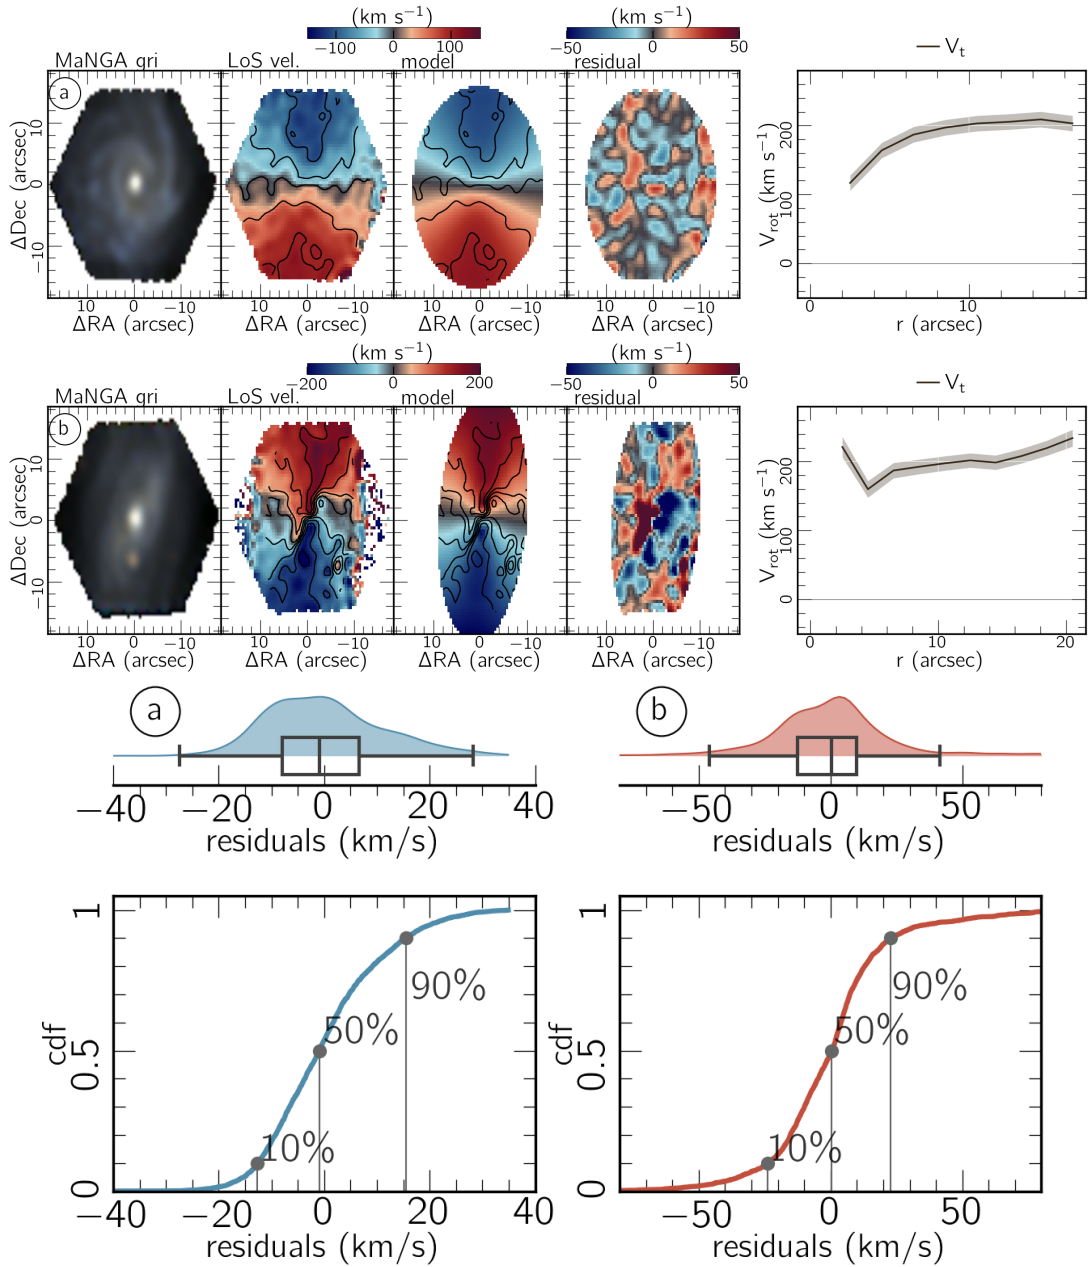 (km s⁻¹) (km s⁻¹)
−100 0 100 −50 0 50
MaNGA gri LoS vel. model residual V_t
a
ΔDec (arcsec)
10
0
−10
V_rot (km s⁻¹)
200
100
0
10 0 −10 10 0 −10 10 0 −10 10 0 −10 0 10
ΔRA (arcsec) ΔRA (arcsec) ΔRA (arcsec) ΔRA (arcsec) r (arcsec)
(km s⁻¹) (km s⁻¹)
−200 0 200 −50 0 50
MaNGA gri LoS vel. model residual V_t
b
ΔDec (arcsec)
10
0
−10
V_rot (km s⁻¹)
200
100
0
10 0 −10 10 0 −10 10 0 −10 10 0 −10 0 10 20
ΔRA (arcsec) ΔRA (arcsec) ΔRA (arcsec) ΔRA (arcsec) r (arcsec)
a b
−40 −20 0 20 40 −50 0 50
residuals (km/s) residuals (km/s)
cdf
1
0.5
0
90%
50%
10%
−40 −20 0 20 40
residuals (km/s)
cdf
1
0.5
0
90%
50%
10%
−50 0 50
residuals (km/s)